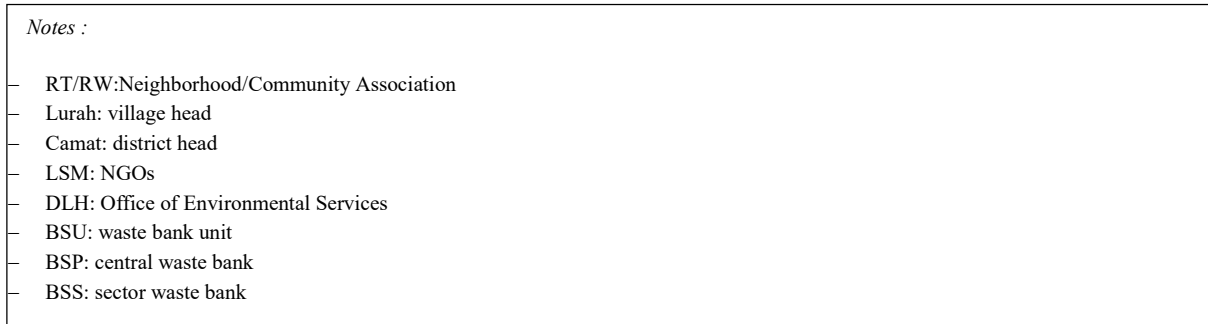 Notes :
– RT/RW:Neighborhood/Community Association
– Lurah: village head
– Camat: district head
– LSM: NGOs
– DLH: Office of Environmental Services
– BSU: waste bank unit
– BSP: central waste bank
– BSS: sector waste bank